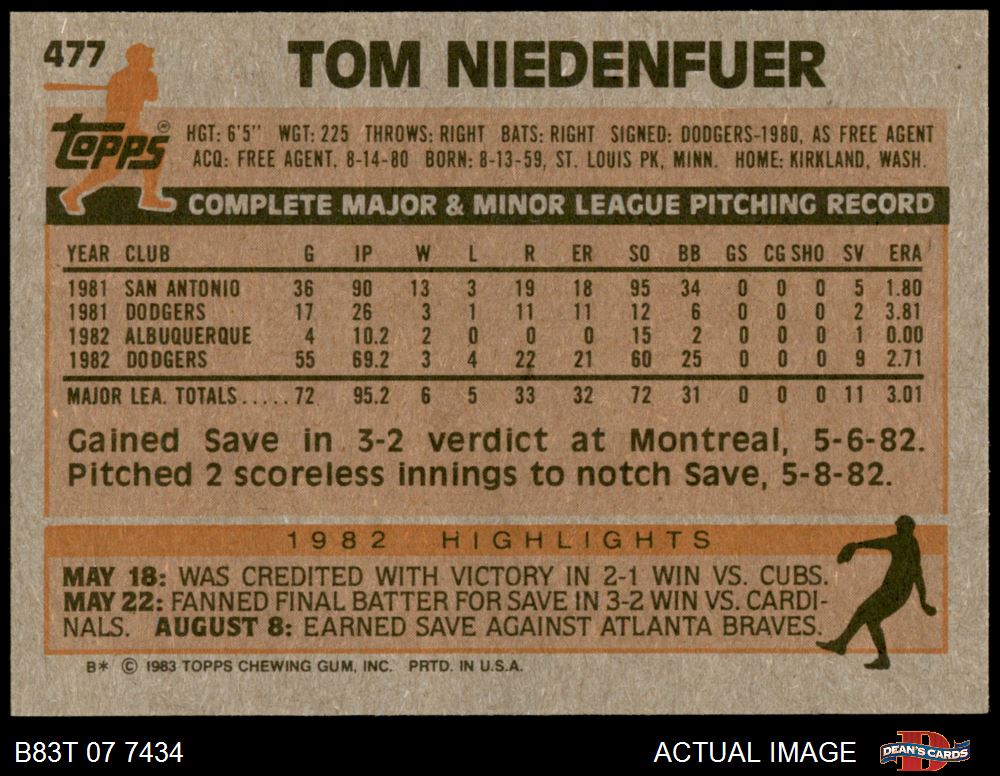 477
TOM NIEDENFUER
Topps®
HGT: 6'5" WGT: 225 THROWS: RIGHT BATS: RIGHT SIGNED: DODGERS-1980, AS FREE AGENT
ACQ: FREE AGENT, 8-14-80 BORN: 8-13-59, ST. LOUIS PK, MINN. HOME: KIRKLAND, WASH.
COMPLETE MAJOR & MINOR LEAGUE PITCHING RECORD
YEAR CLUB G IP W L R ER SO BB GS CG SHO SV ERA
1981 SAN ANTONIO 36 90 13 3 19 18 95 34 0 0 0 5 1.80
1981 DODGERS 17 26 3 1 11 11 12 6 0 0 0 2 3.81
1982 ALBUQUERQUE 4 10.2 2 0 0 0 15 2 0 0 0 1 0.00
1982 DODGERS 55 69.2 3 4 22 21 60 25 0 0 0 9 2.71
MAJOR LEA. TOTALS.....72 95.2 6 5 33 32 72 31 0 0 0 11 3.01
Gained Save in 3-2 verdict at Montreal, 5-6-82.
Pitched 2 scoreless innings to notch Save, 5-8-82.
1982 HIGHLIGHTS
MAY 18: WAS CREDITED WITH VICTORY IN 2-1 WIN VS. CUBS.
MAY 22: FANNED FINAL BATTER FOR SAVE IN 3-2 WIN VS. CARDI-
NALS. AUGUST 8: EARNED SAVE AGAINST ATLANTA BRAVES.
B* © 1983 TOPPS CHEWING GUM, INC. PRTD. IN U.S.A.
B83T 07 7434
ACTUAL IMAGE
D
DEAN'S CARDS